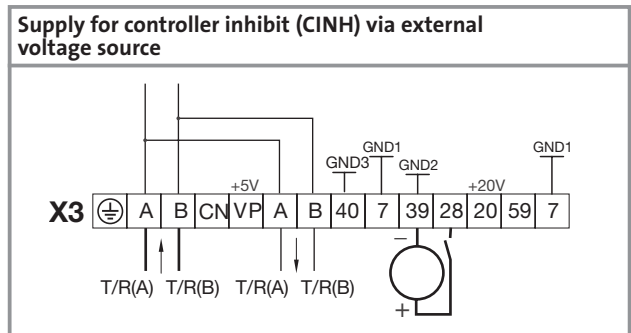 Supply for controller inhibit (CINH) via external
voltage source
GND3 GND1 GND2 GND1
+5V +20V
X3 A B CN VP A B 40 7 39 28 20 59 7
– +
T/R(A) T/R(B) T/R(A) T/R(B)